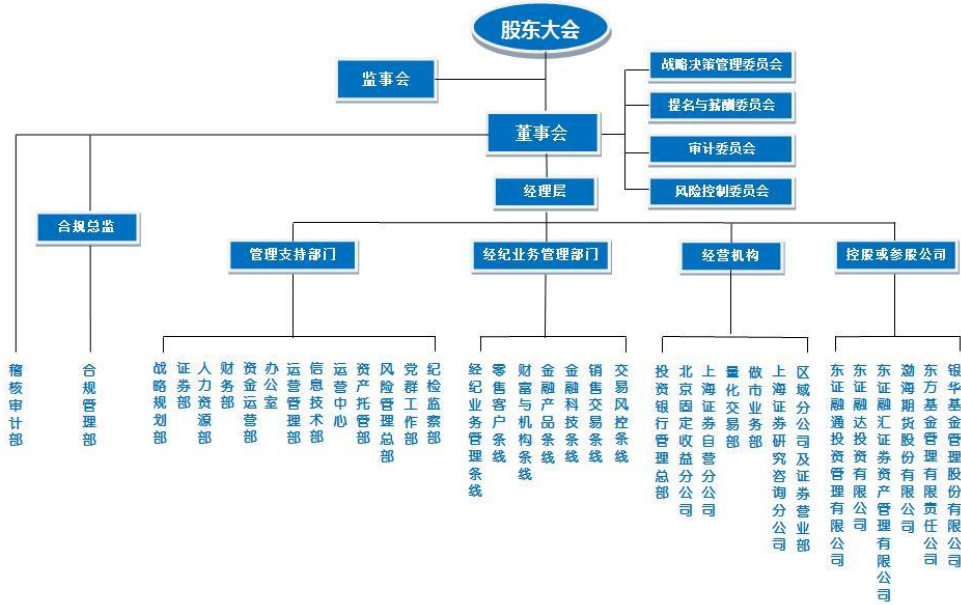 股东大会
监事会
战略决策管理委员会
提名与薪酬委员会
董事会
审计委员会
经理层
风险控制委员会
合规总监
管理支持部门
经纪业务管理部门
经营机构
控股或参股公司
稽核审计部
合规管理部
战略规划部
证券部
人力资源部
财务部
资金运营部
办公室
运营管理部
信息技术部
运营中心
资产托管部
风险管理总部
党群工作部
纪检监察部
经纪业务管理条线
零售客户条线
财富与机构条线
金融产品条线
金融科技条线
销售交易条线
交易风控条线
投资银行管理总部
北京固定收益分公司
上海证券自营分公司
量化交易部
做市业务部
上海证券研究咨询分公司
区域分公司及证券营业部
东证融通投资管理有限公司
东证融达投资有限公司
东证融汇证券资产管理有限公司
渤海期货股份有限公司
东方基金管理有限责任公司
银华基金管理股份有限公司